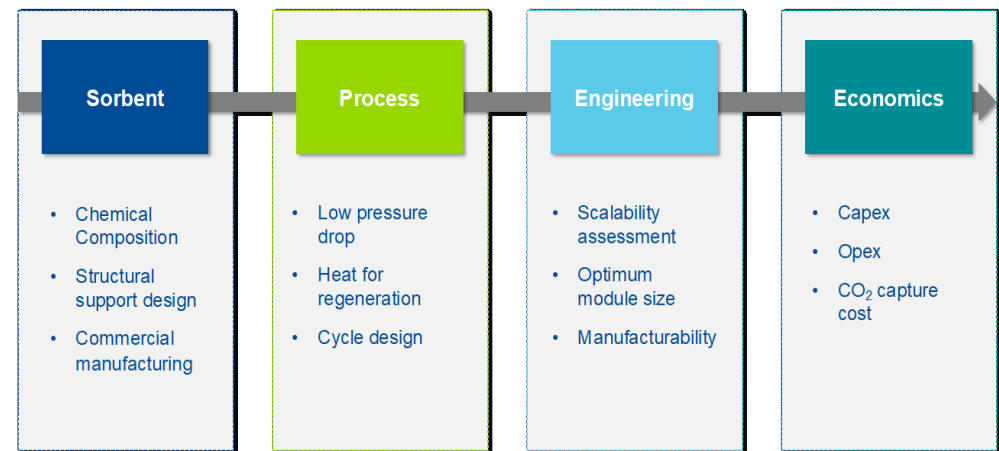 Sorbent
• Chemical
Composition
• Structural
support design
• Commercial
manufacturing
Process
• Low pressure
drop
• Heat for
regeneration
• Cycle design
Engineering
• Scalability
assessment
• Optimum
module size
• Manufacturability
Economics
• Capex
• Opex
• CO₂ capture
cost